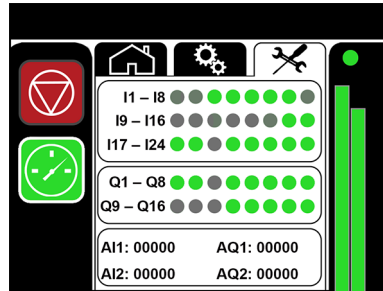 I1 – I8
I9 – I16
I17 – I24
Q1 – Q8
Q9 – Q16
AI1: 00000 AQ1: 00000
AI2: 00000 AQ2: 00000